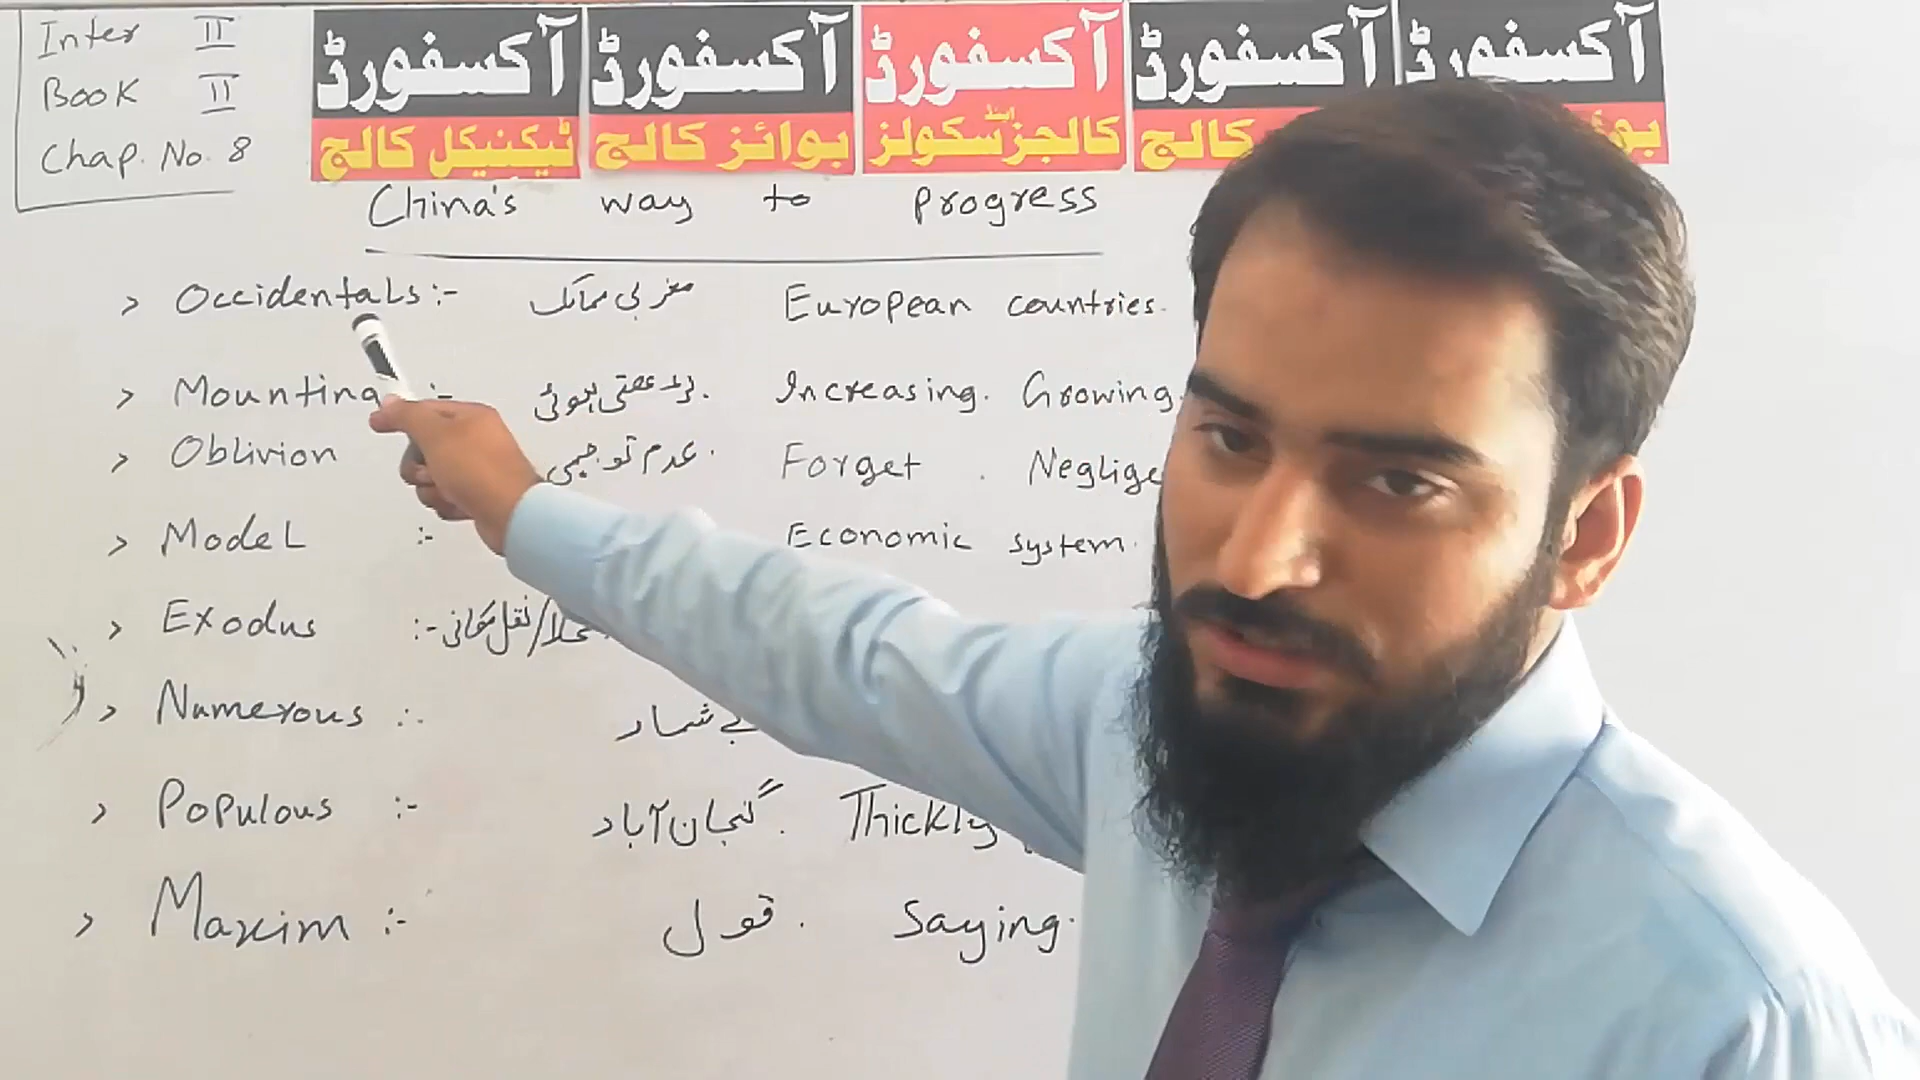 Inter II
Book II
Chap. No. 8
آکسفورڈ آکسفورڈ آکسفورڈ آکسفورڈ آکسفورڈ
ٹیکنیکل کالج بوائز کالج کالجز اینڈ سکولز کالج
China's way to Progress
> Occidentals :- مغربی ممالک European countries.
> Mounting :- بڑھتی ہوئی. Increasing. Growing.
> Oblivion عدم توجہی. Forget. Neglige
> Model :- Economic system.
> Exodus :- نقل مکانی/
> Numerous :- بے شمار
> Populous :- گنجان آباد. Thickly
> Maxim :- قول. Saying.